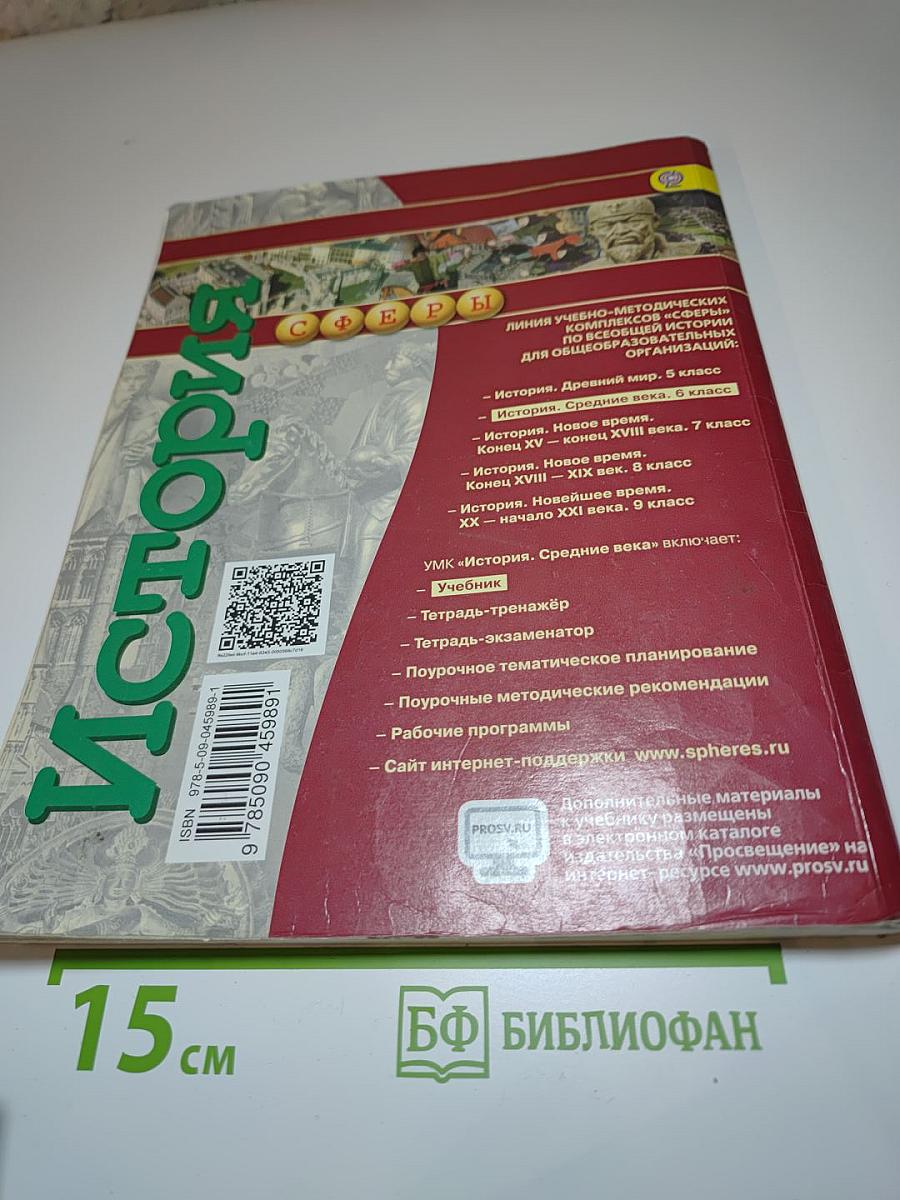 История
СФЕРЫ
ЛИНИЯ УЧЕБНО-МЕТОДИЧЕСКИХ
КОМПЛЕКСОВ «СФЕРЫ»
ПО ВСЕОБЩЕЙ ИСТОРИИ
ДЛЯ ОБЩЕОБРАЗОВАТЕЛЬНЫХ
ОРГАНИЗАЦИЙ:
– История. Древний мир. 5 класс
– История. Средние века. 6 класс
– История. Новое время.
Конец XV — конец XVIII века. 7 класс
– История. Новое время.
Конец XVIII — XIX век. 8 класс
– История. Новейшее время.
XX — начало XXI века. 9 класс
УМК «История. Средние века» включает:
– Учебник
– Тетрадь-тренажёр
– Тетрадь-экзаменатор
– Поурочное тематическое планирование
– Поурочные методические рекомендации
– Рабочие программы
– Сайт интернет-поддержки www.spheres.ru
PROSV.RU
Дополнительные материалы
к учебнику размещены
в электронном каталоге
издательства «Просвещение» на
интернет-ресурсе www.prosv.ru
ISBN 978-5-09-045989-1
9 785090 459891
15 см
БФ БИБЛИОФАН